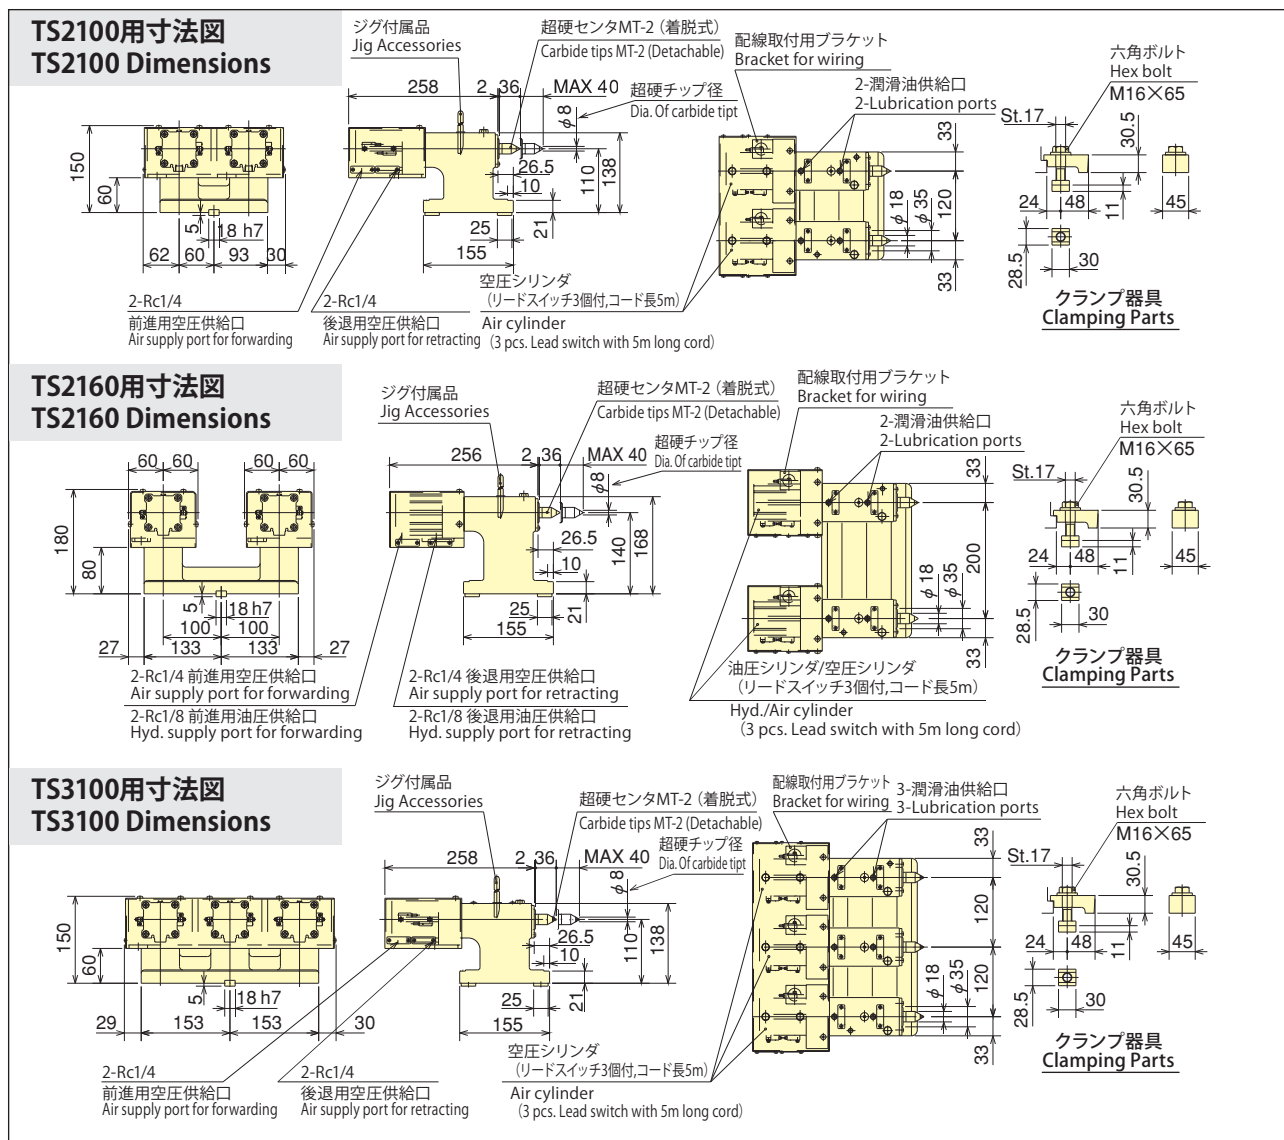 TS2100用寸法図
TS2100 Dimensions
ジグ付属品
Jig Accessories
超硬センタMT-2（着脱式）
Carbide tips MT-2 (Detachable)
配線取付用ブラケット
Bracket for wiring
六角ボルト
Hex bolt
M16×65
258
2
36
MAX 40
超硬チップ径
Dia. Of carbide tip
φ8
2-潤滑油供給口
2-Lubrication ports
St.17
30.5
33
150
60
5
18 h7
62
60
93
30
26.5
10
110
138
25
21
155
φ18
φ35
120
33
24
48
11
45
28.5
30
クランプ器具
Clamping Parts
空圧シリンダ
（リードスイッチ3個付,コード長5m）
Air cylinder
（3 pcs. Lead switch with 5m long cord）
2-Rc1/4
前進用空圧供給口
Air supply port for forwarding
2-Rc1/4
後退用空圧供給口
Air supply port for retracting
TS2160用寸法図
TS2160 Dimensions
ジグ付属品
Jig Accessories
超硬センタMT-2（着脱式）
Carbide tips MT-2 (Detachable)
配線取付用ブラケット
Bracket for wiring
六角ボルト
Hex bolt
M16×65
2-潤滑油供給口
2-Lubrication ports
超硬チップ径
Dia. Of carbide tipt
60
60
60
60
256
2
36
MAX 40
φ8
33
St.17
30.5
180
80
5
18 h7
100
100
27
133
133
27
26.5
10
140
168
25
21
155
φ18
φ35
200
33
24
48
11
45
28.5
30
クランプ器具
Clamping Parts
2-Rc1/4 前進用空圧供給口
Air supply port for forwarding
2-Rc1/8 前進用油圧供給口
Hyd. supply port for forwarding
2-Rc1/4 後退用空圧供給口
Air supply port for retracting
2-Rc1/8 後退用油圧供給口
Hyd. supply port for retracting
油圧シリンダ/空圧シリンダ
（リードスイッチ3個付,コード長5m）
Hyd./Air cylinder
（3 pcs. Lead switch with 5m long cord）
TS3100用寸法図
TS3100 Dimensions
ジグ付属品
Jig Accessories
超硬センタMT-2（着脱式）
Carbide tips MT-2 (Detachable)
超硬チップ径
Dia. Of carbide tipt
配線取付用ブラケット
Bracket for wiring
3-潤滑油供給口
3-Lubrication ports
六角ボルト
Hex bolt
M16×65
258
2
36
MAX 40
φ8
33
St.17
30.5
150
60
5
18 h7
29
153
153
30
26.5
10
110
138
25
21
155
120
φ18
φ35
120
33
24
48
11
45
28.5
30
クランプ器具
Clamping Parts
2-Rc1/4
前進用空圧供給口
Air supply port for forwarding
2-Rc1/4
後退用空圧供給口
Air supply port for retracting
空圧シリンダ
（リードスイッチ3個付,コード長5m）
Air cylinder
（3 pcs. Lead switch with 5m long cord）